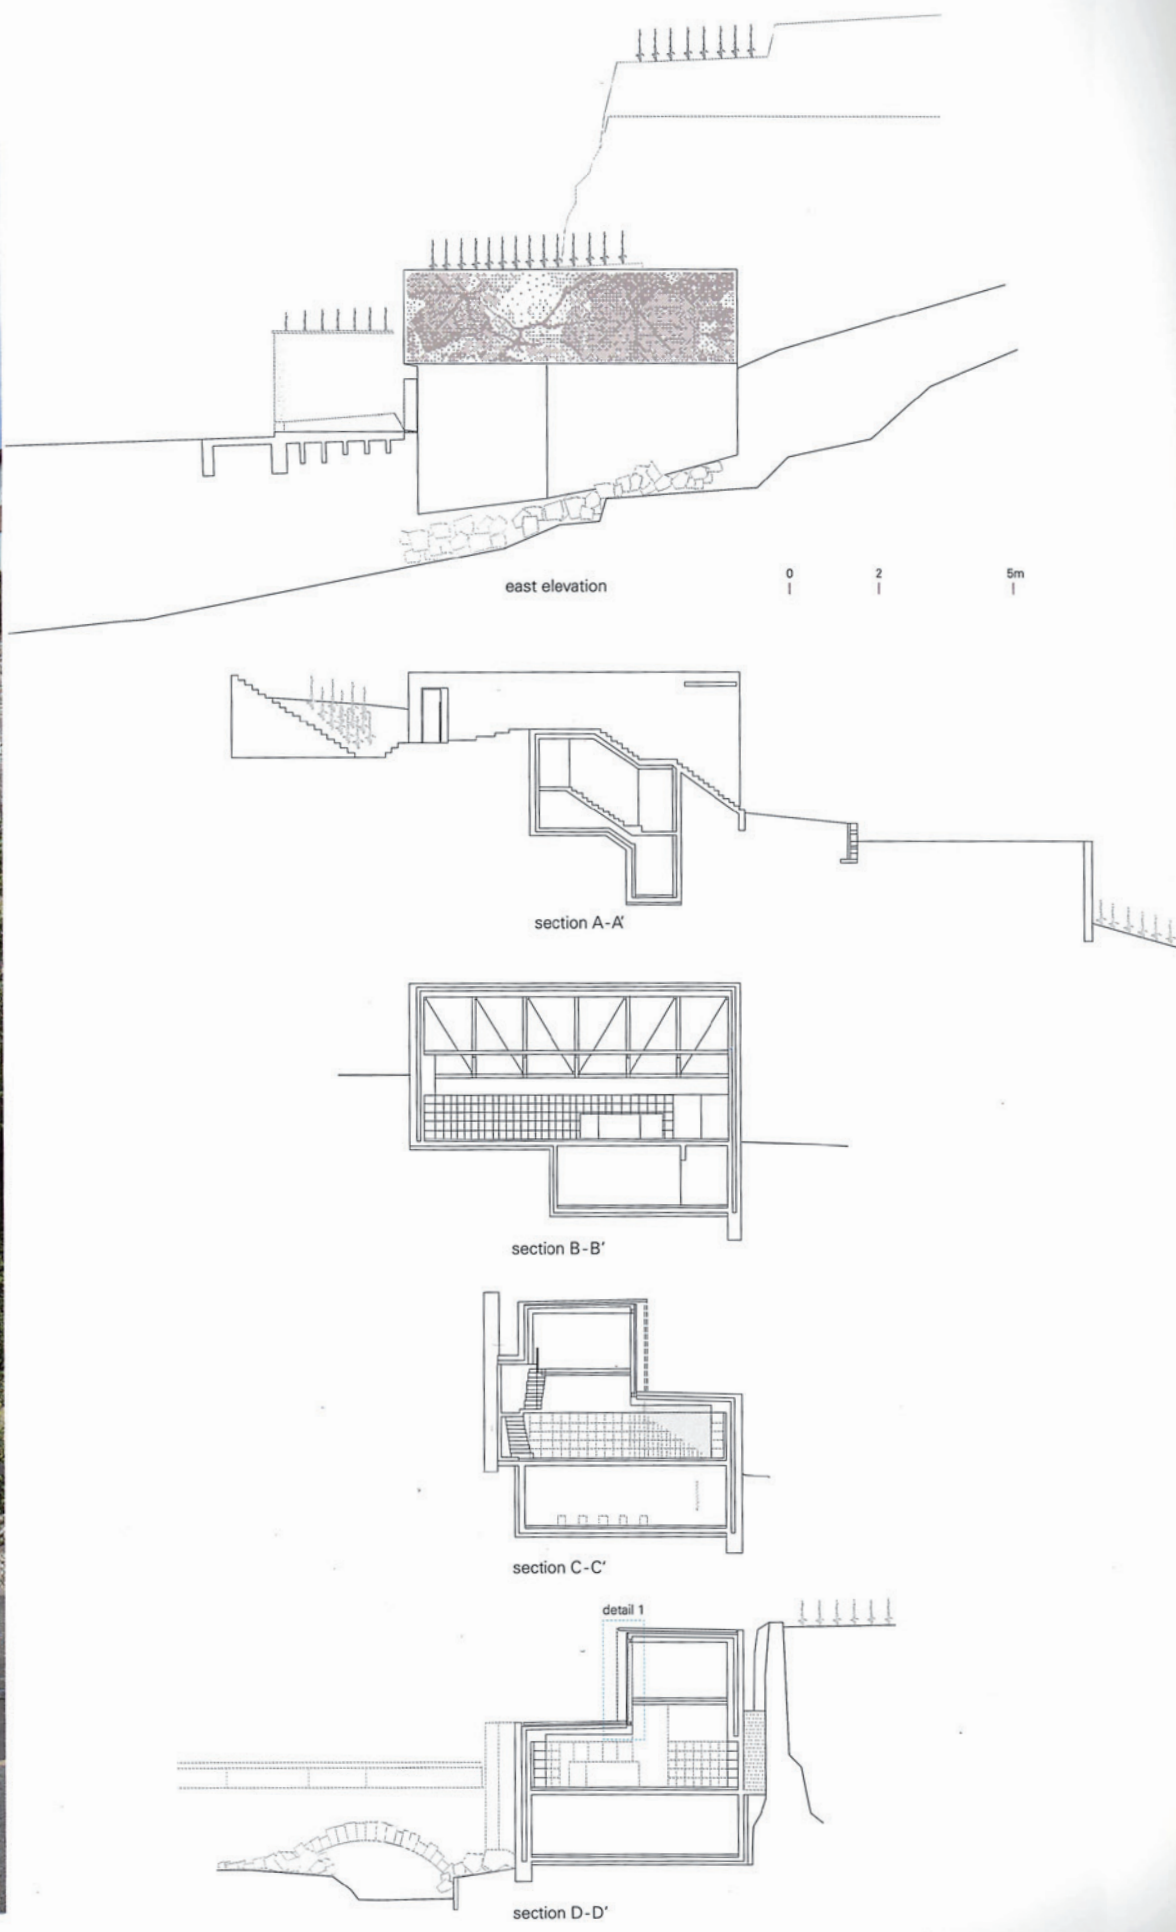 east elevation
0 2 5m
section A-A'
section B-B'
section C-C'
detail 1
section D-D'